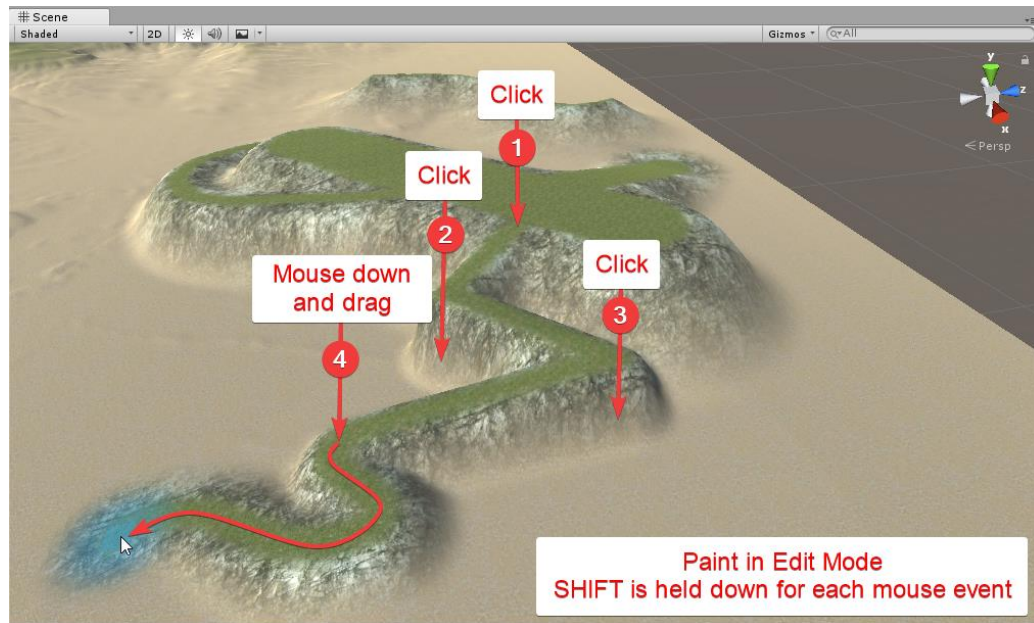 Scene
Shaded 2D Gizmos All
y
z
x
Persp
Click
1
Click
2
Click
3
Mouse down
and drag
4
Paint in Edit Mode
SHIFT is held down for each mouse event